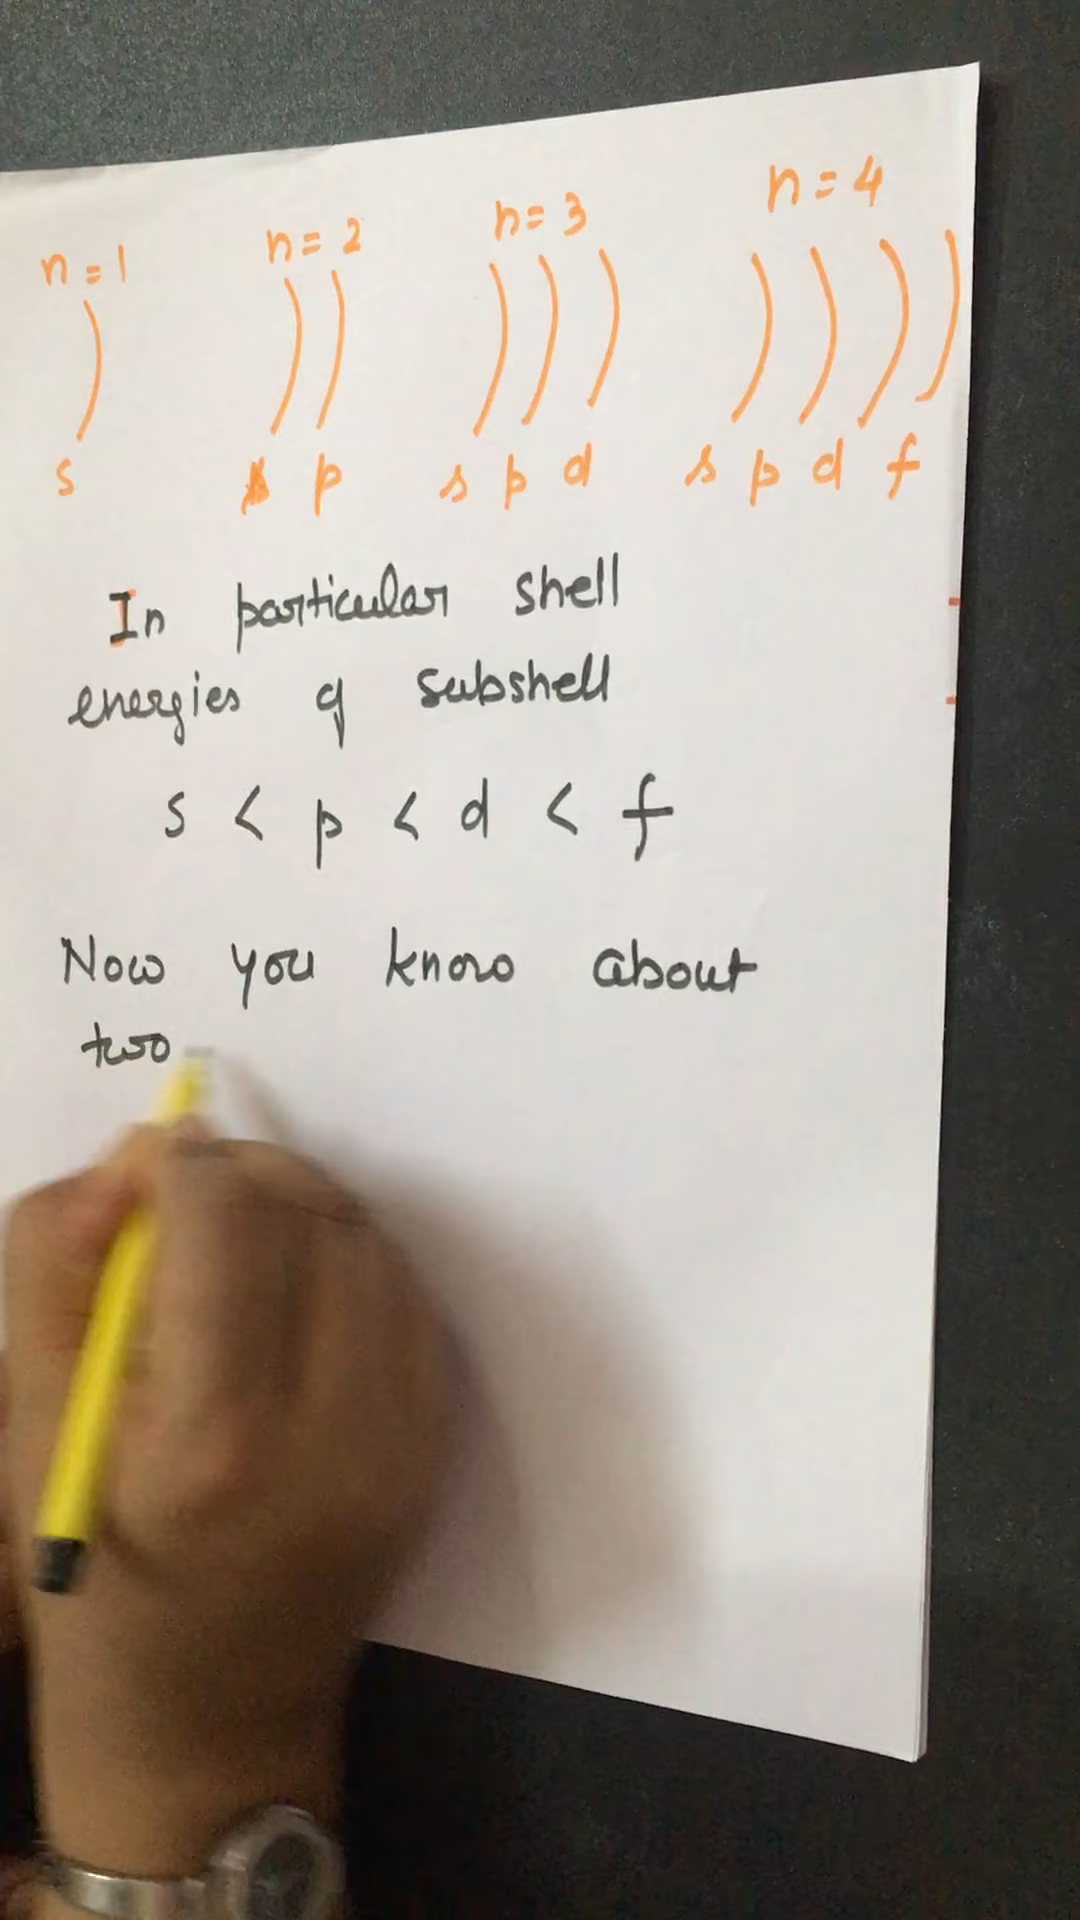 n=1 n=2 n=3 n=4
s s p s p d s p d f
In particular shell
energies of subshell
s < p < d < f
Now you know about
two